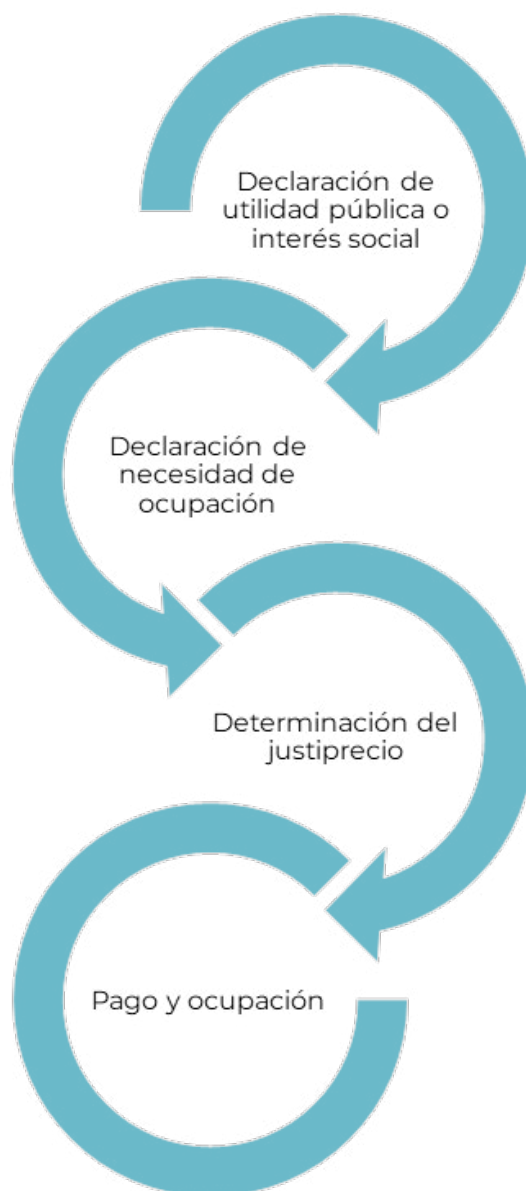 Declaración de
utilidad pública o
interés social
Declaración de
necesidad de
ocupación
Determinación del
justiprecio
Pago y ocupación